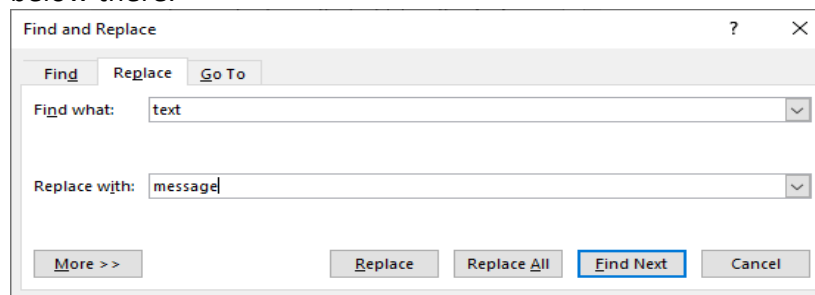 Find and Replace ?
Find Replace Go To
Find what: text
Replace with: message
More >> Replace Replace All Find Next Cancel